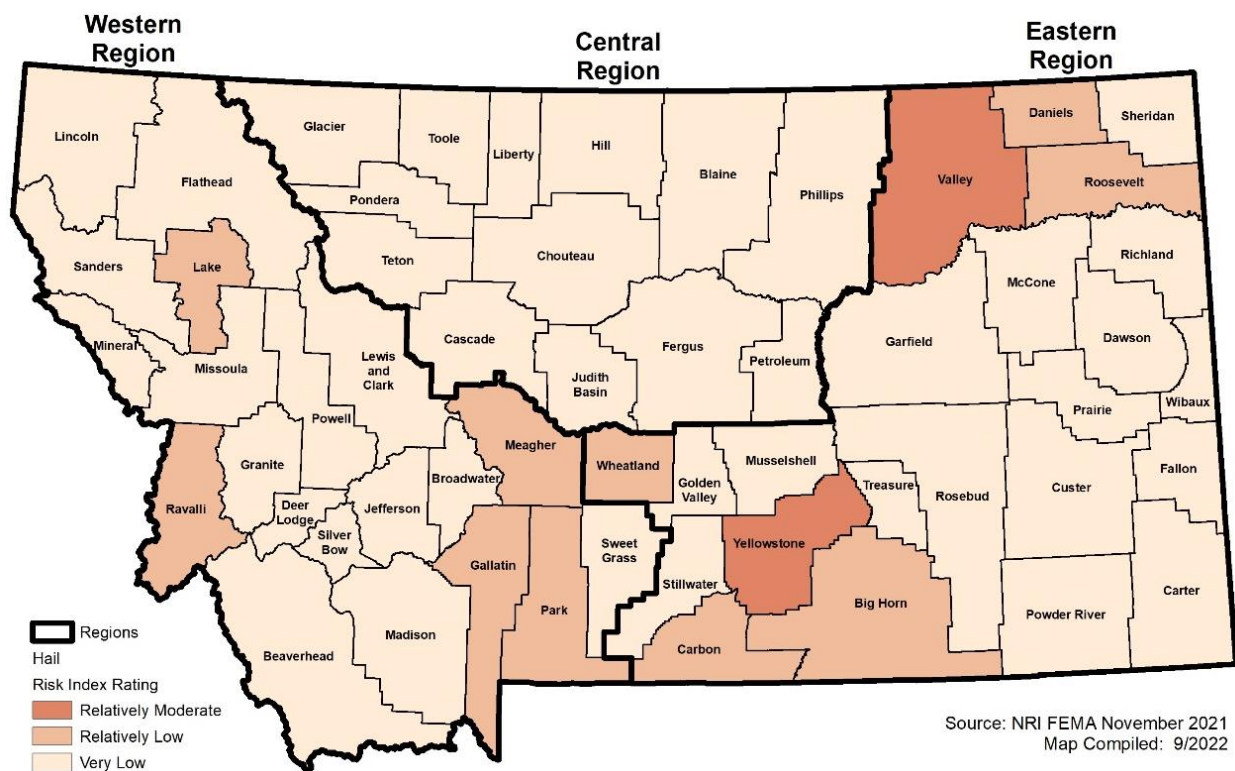 Western
Region
Central
Region
Eastern
Region
Lincoln
Flathead
Glacier
Toole
Liberty
Hill
Blaine
Phillips
Valley
Daniels
Sheridan
Roosevelt
Pondera
Teton
Chouteau
Sanders
Lake
Richland
McCone
Mineral
Missoula
Lewis
and
Clark
Cascade
Judith
Basin
Fergus
Petroleum
Garfield
Dawson
Prairie
Wibaux
Powell
Meagher
Wheatland
Golden
Valley
Musselshell
Treasure
Rosebud
Custer
Fallon
Ravalli
Granite
Deer
Lodge
Silver
Bow
Jefferson
Broadwater
Gallatin
Park
Sweet
Grass
Stillwater
Yellowstone
Big Horn
Powder River
Carter
Carbon
Beaverhead
Madison
Regions
Hail
Risk Index Rating
Relatively Moderate
Relatively Low
Very Low
Source: NRI FEMA November 2021
Map Compiled: 9/2022